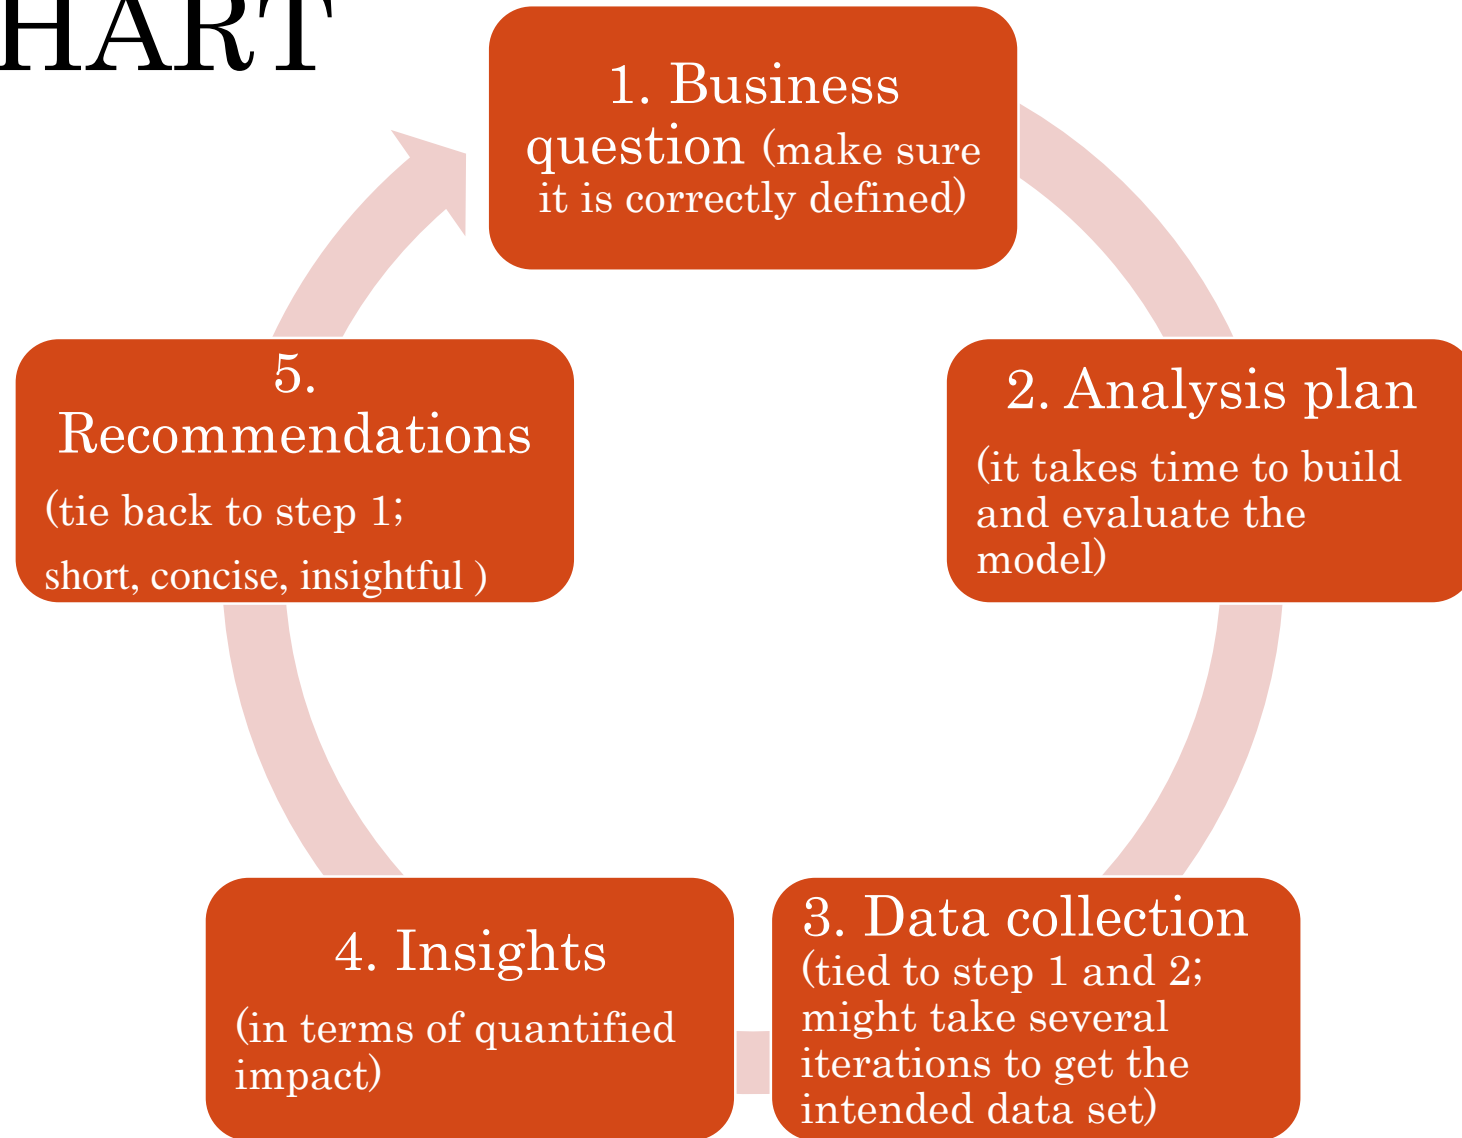 HART
1. Business
question (make sure
it is correctly defined)
2. Analysis plan
(it takes time to build
and evaluate the
model)
3. Data collection
(tied to step 1 and 2;
might take several
iterations to get the
intended data set)
4. Insights
(in terms of quantified
impact)
5.
Recommendations
(tie back to step 1;
short, concise, insightful )